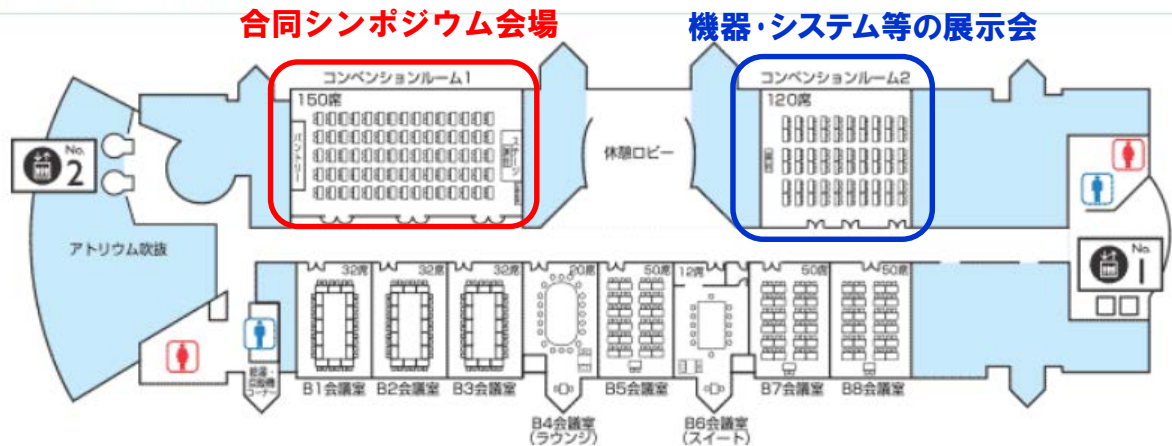 合同シンポジウム会場
機器・システム等の展示会
コンベンションルーム1
150席
パントリー
コンベンションルーム2
120席
休憩ロビー
No.
2
アトリウム吹抜
No.
1
32席
32席
32席
20席
50席
12席
50席
50席
B1会議室
B2会議室
B3会議室
B4会議室
(ラウンジ)
B5会議室
B6会議室
(スイート)
B7会議室
B8会議室